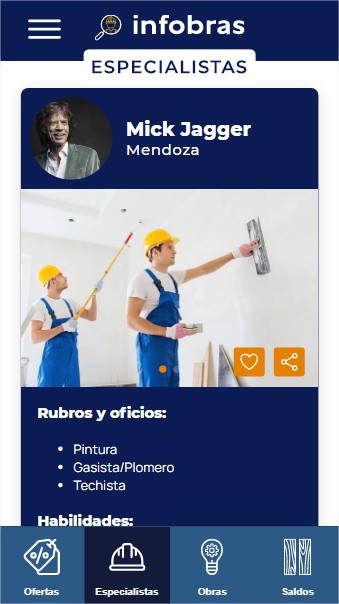 infobras
ESPECIALISTAS
Mick Jagger
Mendoza
Rubros y oficios:
• Pintura
• Gasista/Plomero
• Techista
Habilidades:
Ofertas
Especialistas
Obras
Saldos